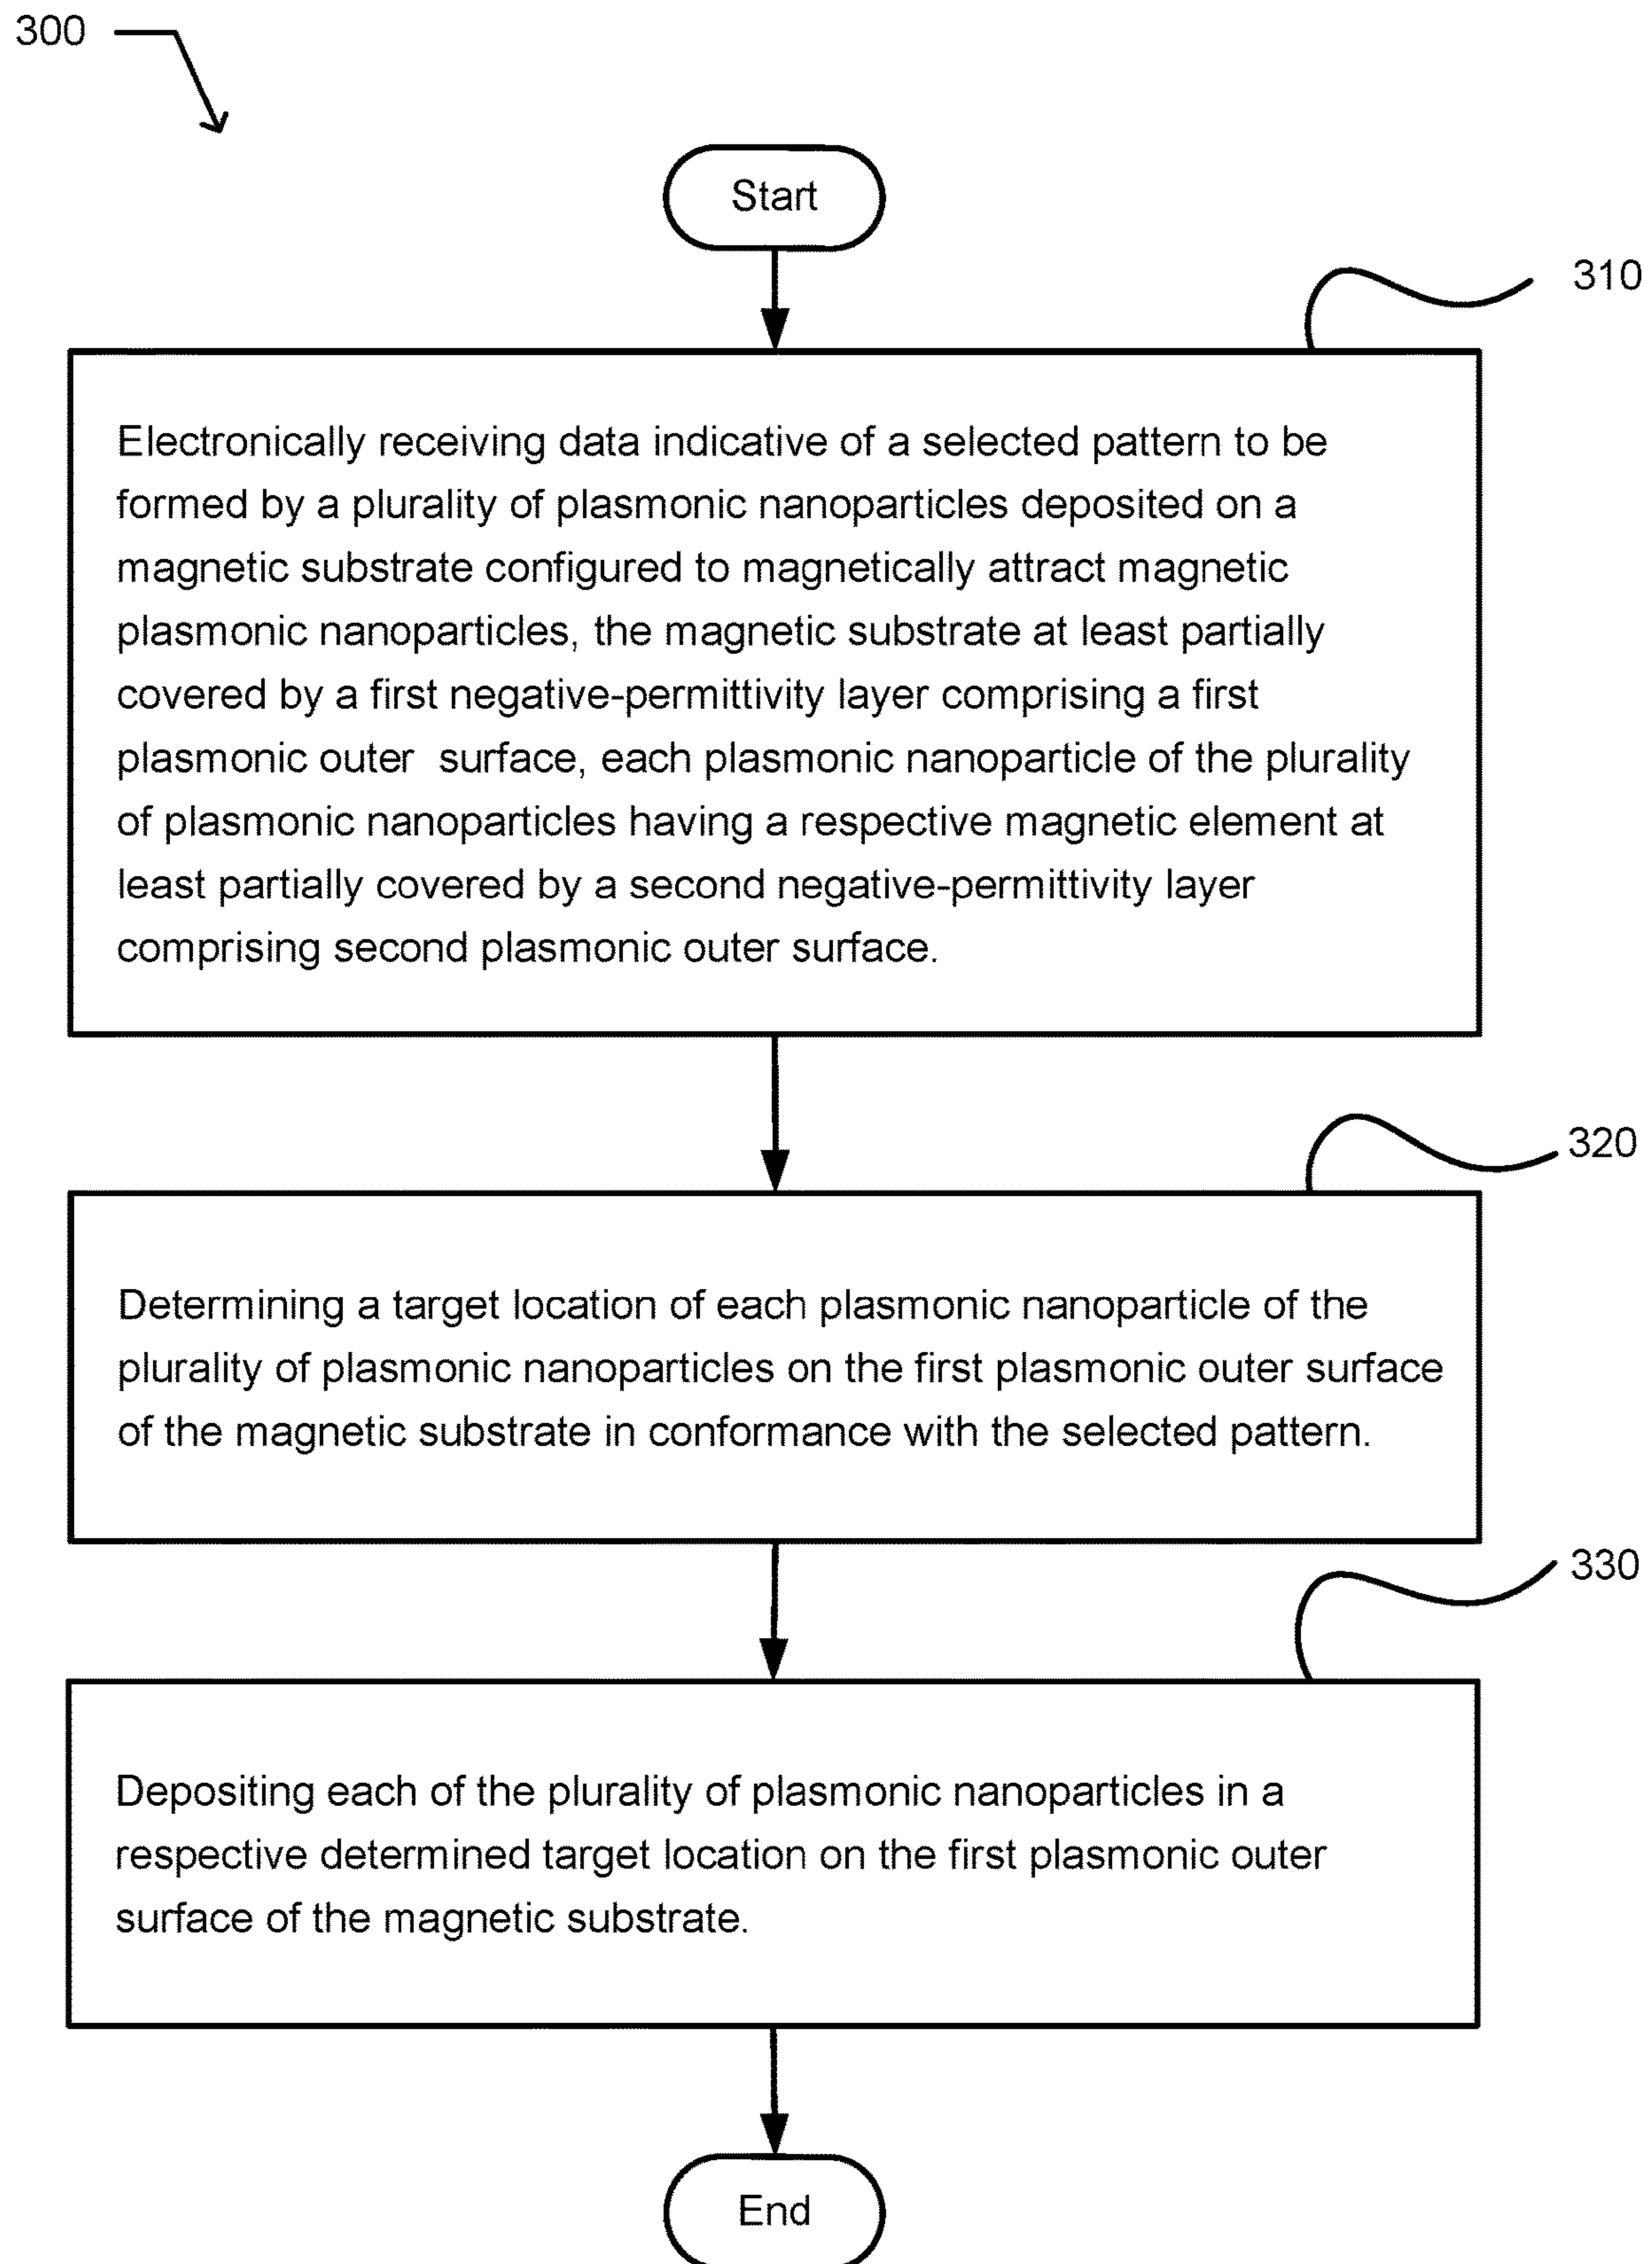 300
Start
310
Electronically receiving data indicative of a selected pattern to be
formed by a plurality of plasmonic nanoparticles deposited on a
magnetic substrate configured to magnetically attract magnetic
plasmonic nanoparticles, the magnetic substrate at least partially
covered by a first negative-permittivity layer comprising a first
plasmonic outer  surface, each plasmonic nanoparticle of the plurality
of plasmonic nanoparticles having a respective magnetic element at
least partially covered by a second negative-permittivity layer
comprising second plasmonic outer surface.
320
Determining a target location of each plasmonic nanoparticle of the
plurality of plasmonic nanoparticles on the first plasmonic outer surface
of the magnetic substrate in conformance with the selected pattern.
330
Depositing each of the plurality of plasmonic nanoparticles in a
respective determined target location on the first plasmonic outer
surface of the magnetic substrate.
End